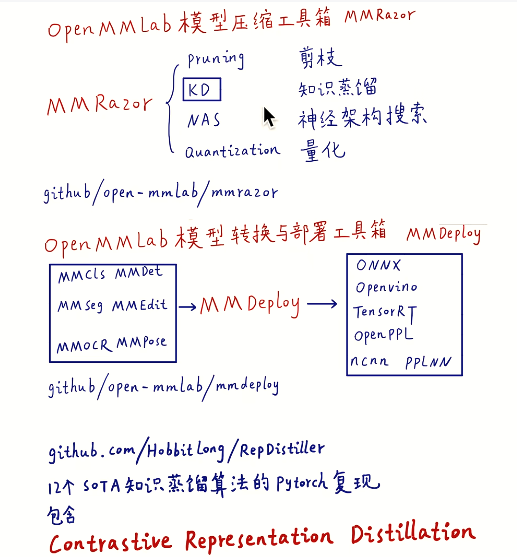 OpenMMLab 模型压缩工具箱 MMRazor
MMRazor
pruning 剪枝
KD 知识蒸馏
NAS 神经架构搜索
Quantization 量化
github/open-mmlab/mmrazor
OpenMMLab 模型转换与部署工具箱 MMDeploy
MMCls MMDet
MMSeg MMEdit
MMOCR MMPose
→ MMDeploy →
ONNX
Openvino
TensorRT
OpenPPL
ncnn PPLNN
github/open-mmlab/mmdeploy
github.com/HobbitLong/RepDistiller
12个 SOTA知识蒸馏算法的 Pytorch 复现
包含
Contrastive Representation Distillation